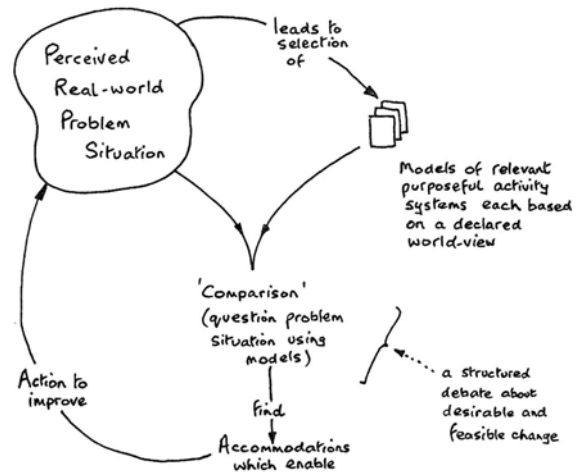 Perceived
Real-world
Problem
Situation
leads to
selection
of
Models of relevant
purposeful activity
systems each based
on a declared
world-view
'Comparison'
(question problem
situation using
models)
find
Accommodations
which enable
Action to
improve
a structured
debate about
desirable and
feasible change